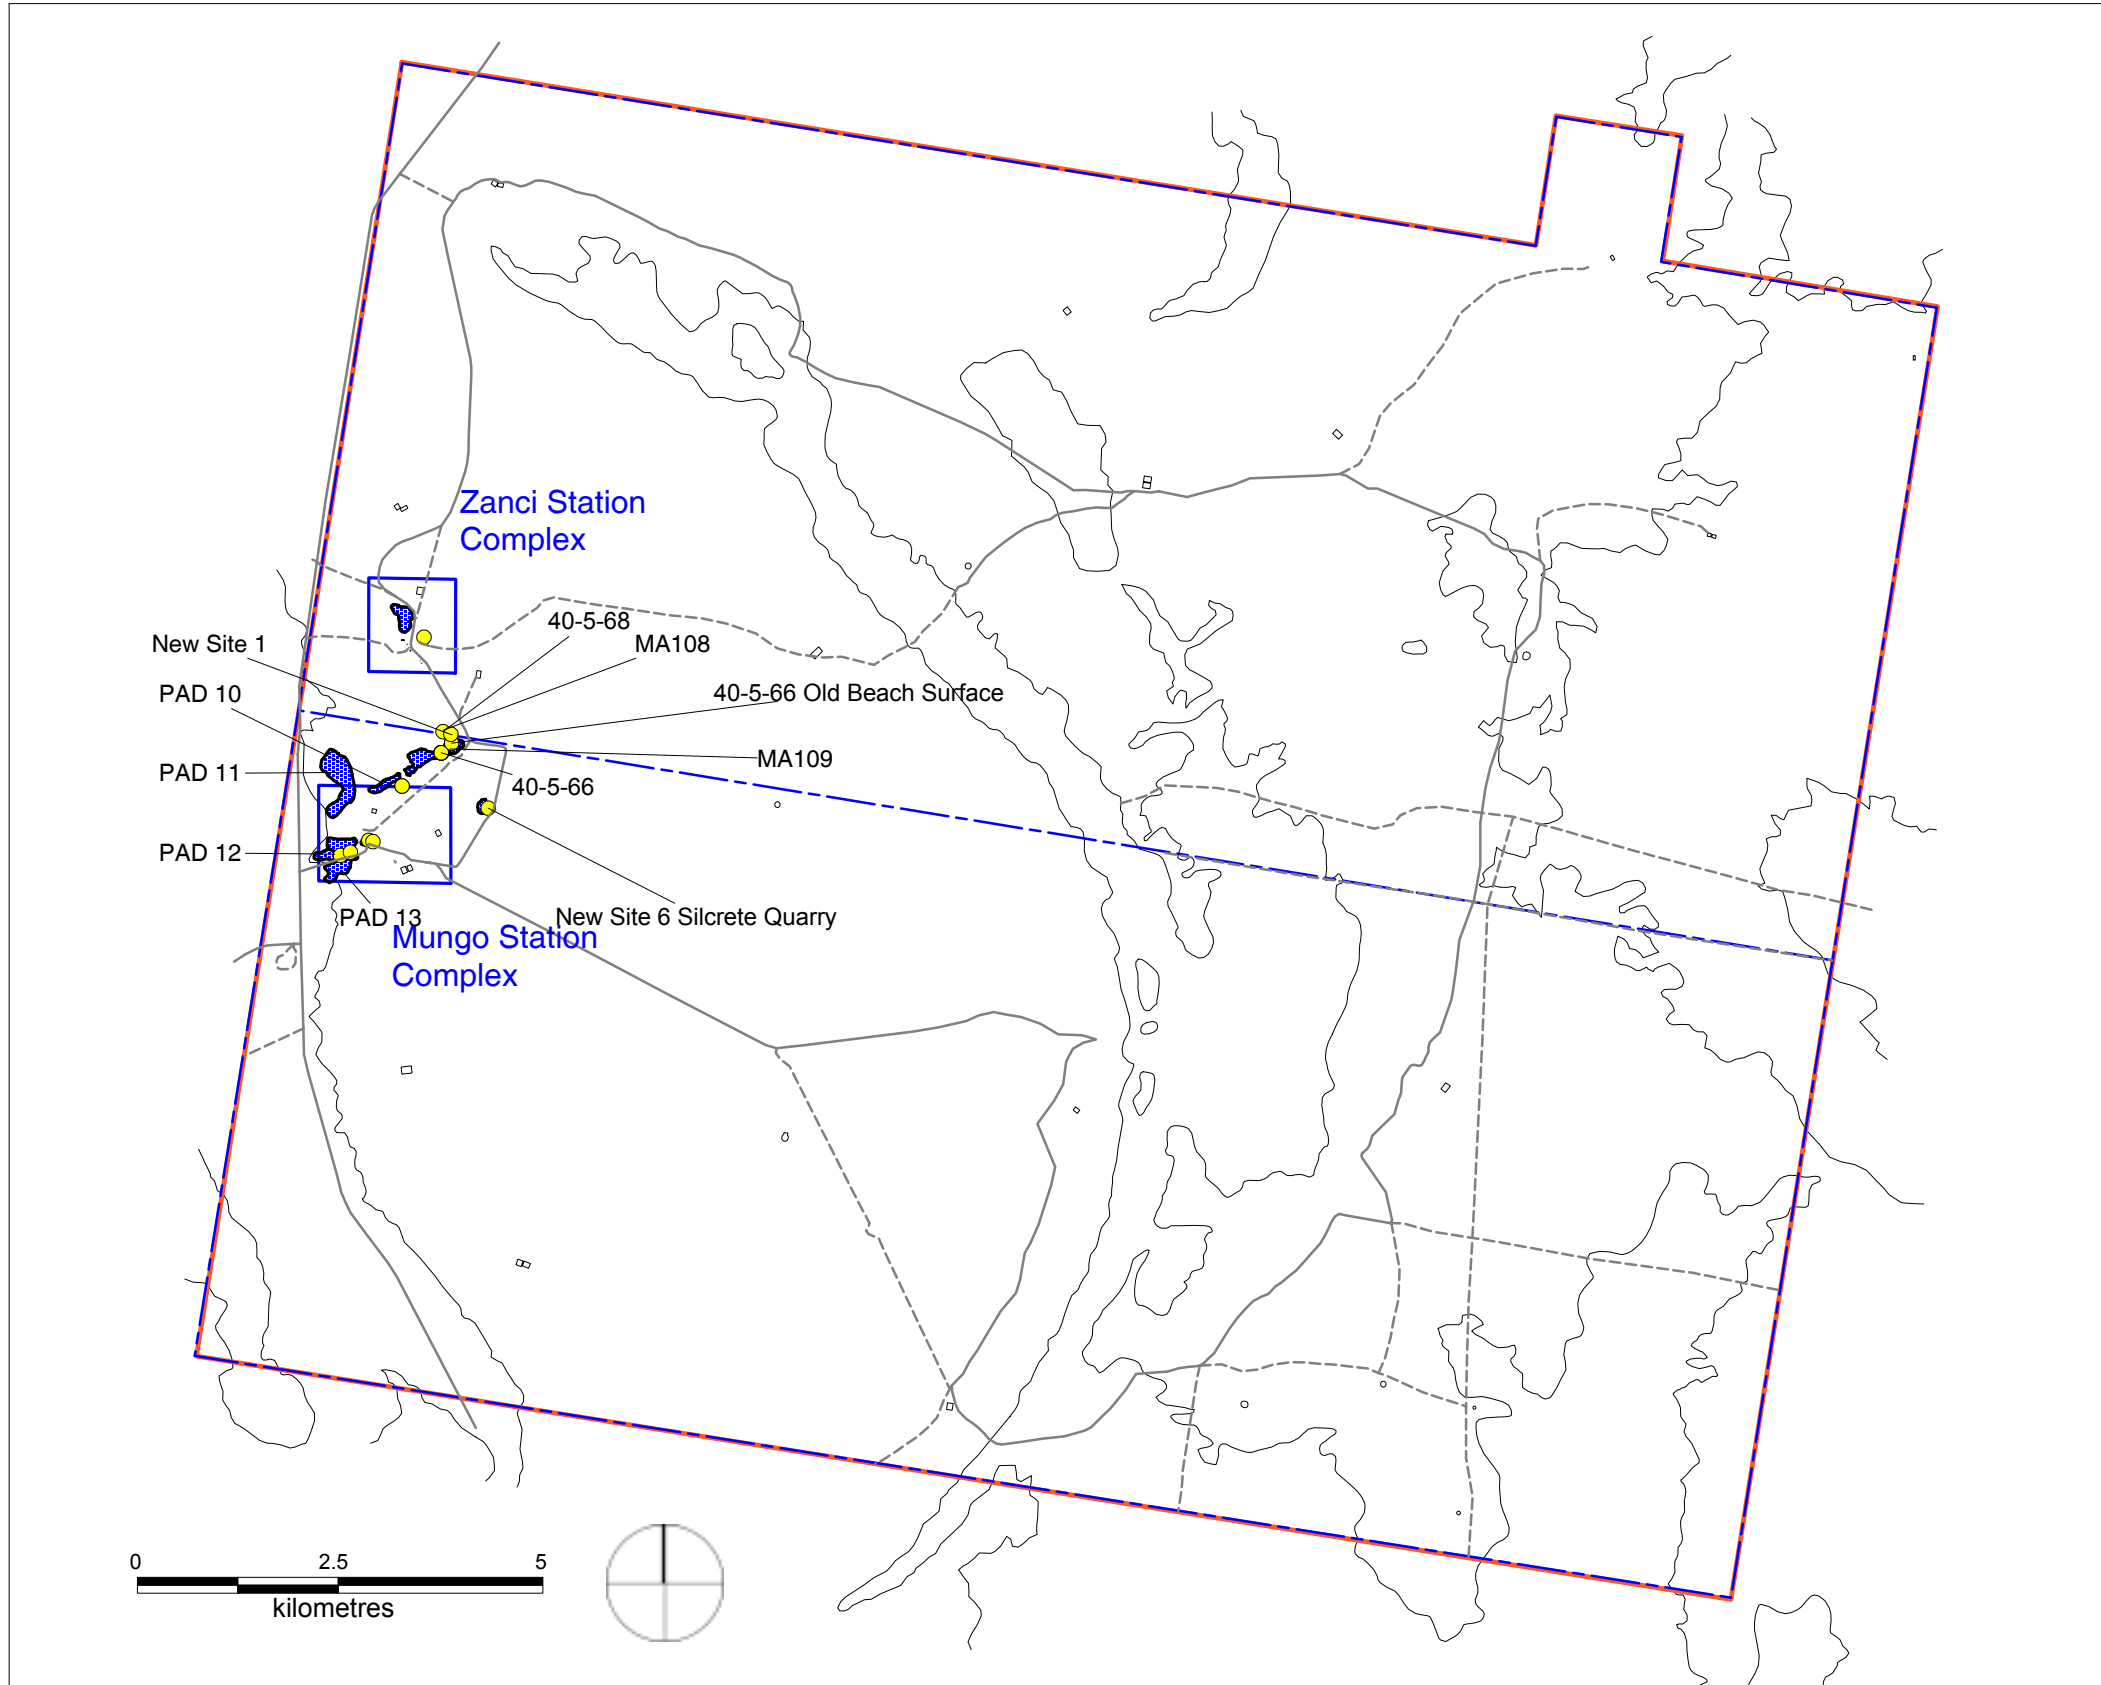 Zanci Station
Complex
40-5-68
New Site 1
MA108
PAD 10
40-5-66 Old Beach Surface
MA109
PAD 11
40-5-66
PAD 12
PAD 13
New Site 6 Silcrete Quarry
Mungo Station
Complex
0 2.5 5
kilometres